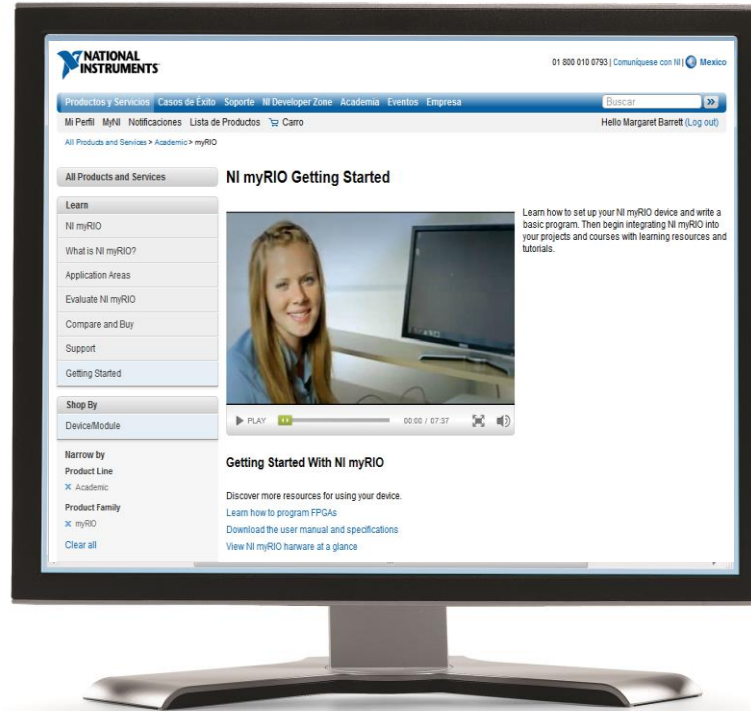 NATIONAL
INSTRUMENTS
01 800 010 0793 | Comuníquese con NI | Mexico
Productos y Servicios Casos de Éxito Soporte NI Developer Zone Academia Eventos Empresa
Buscar
Mi Perfil MyNI Notificaciones Lista de Productos Carro
Hello Margaret Barrett (Log out)
All Products and Services > Academic > myRIO
All Products and Services
Learn
NI myRIO
What is NI myRIO?
Application Areas
Evaluate NI myRIO
Compare and Buy
Support
Getting Started
Shop By
Device/Module
Narrow by
Product Line
X Academic
Product Family
X myRIO
Clear all
NI myRIO Getting Started
Learn how to set up your NI myRIO device and write a
basic program. Then begin integrating NI myRIO into
your projects and courses with learning resources and
tutorials.
PLAY
00:00 / 07:37
Getting Started With NI myRIO
Discover more resources for using your device.
Learn how to program FPGAs
Download the user manual and specifications
View NI myRIO harware at a glance